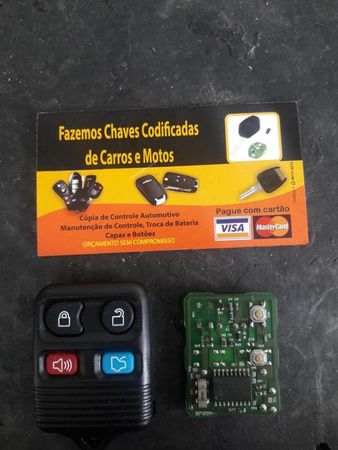 Fazemos Chaves Codificadas
de Carros e Motos
Cópia de Controle Automotivo
Manutenção de Controle, Troca de Bateria
Capas e Botões
ORÇAMENTO SEM COMPROMISSO
Pague com cartão
VISA
MasterCard